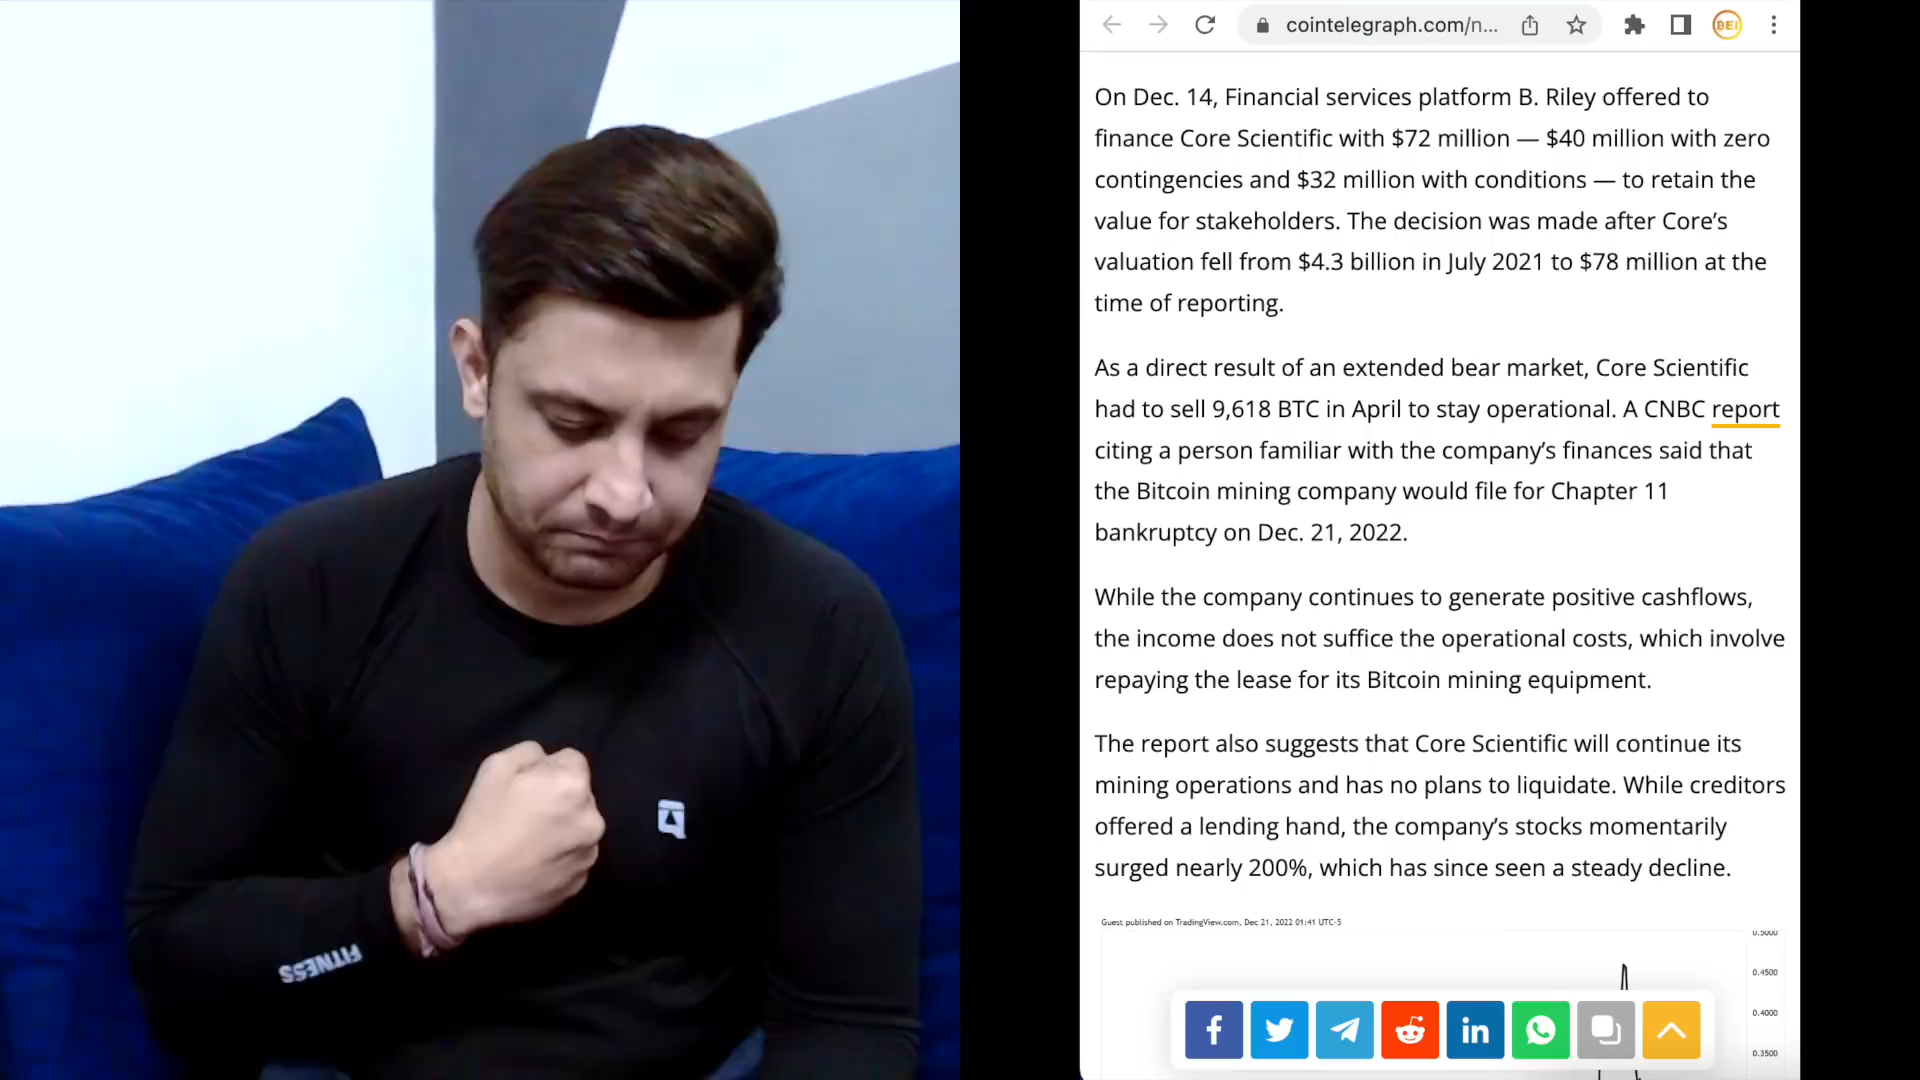 FITNESS
cointelegraph.com/n...
BEI
On Dec. 14, Financial services platform B. Riley offered to
finance Core Scientific with $72 million — $40 million with zero
contingencies and $32 million with conditions — to retain the
value for stakeholders. The decision was made after Core’s
valuation fell from $4.3 billion in July 2021 to $78 million at the
time of reporting.
As a direct result of an extended bear market, Core Scientific
had to sell 9,618 BTC in April to stay operational. A CNBC report
citing a person familiar with the company’s finances said that
the Bitcoin mining company would file for Chapter 11
bankruptcy on Dec. 21, 2022.
While the company continues to generate positive cashflows,
the income does not suffice the operational costs, which involve
repaying the lease for its Bitcoin mining equipment.
The report also suggests that Core Scientific will continue its
mining operations and has no plans to liquidate. While creditors
offered a lending hand, the company’s stocks momentarily
surged nearly 200%, which has since seen a steady decline.
Guest published on TradingView.com, Dec 21, 2022 01:41 UTC-5
0.5000
0.4500
0.4000
0.3500